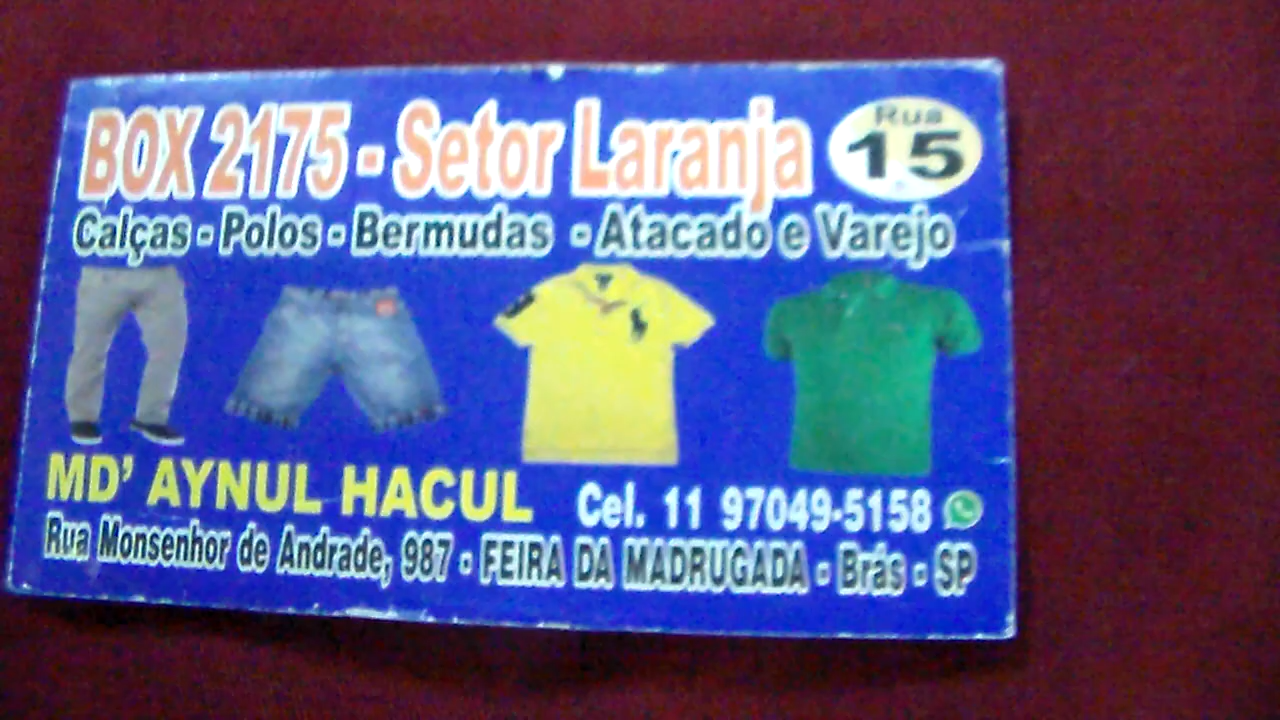 BOX 2175 - Setor Laranja
Rua
15
Calças - Polos - Bermudas - Atacado e Varejo
MD' AYNUL HACUL
Cel. 11 97049-5158
Rua Monsenhor de Andrade, 987 - FEIRA DA MADRUGADA - Brás - SP